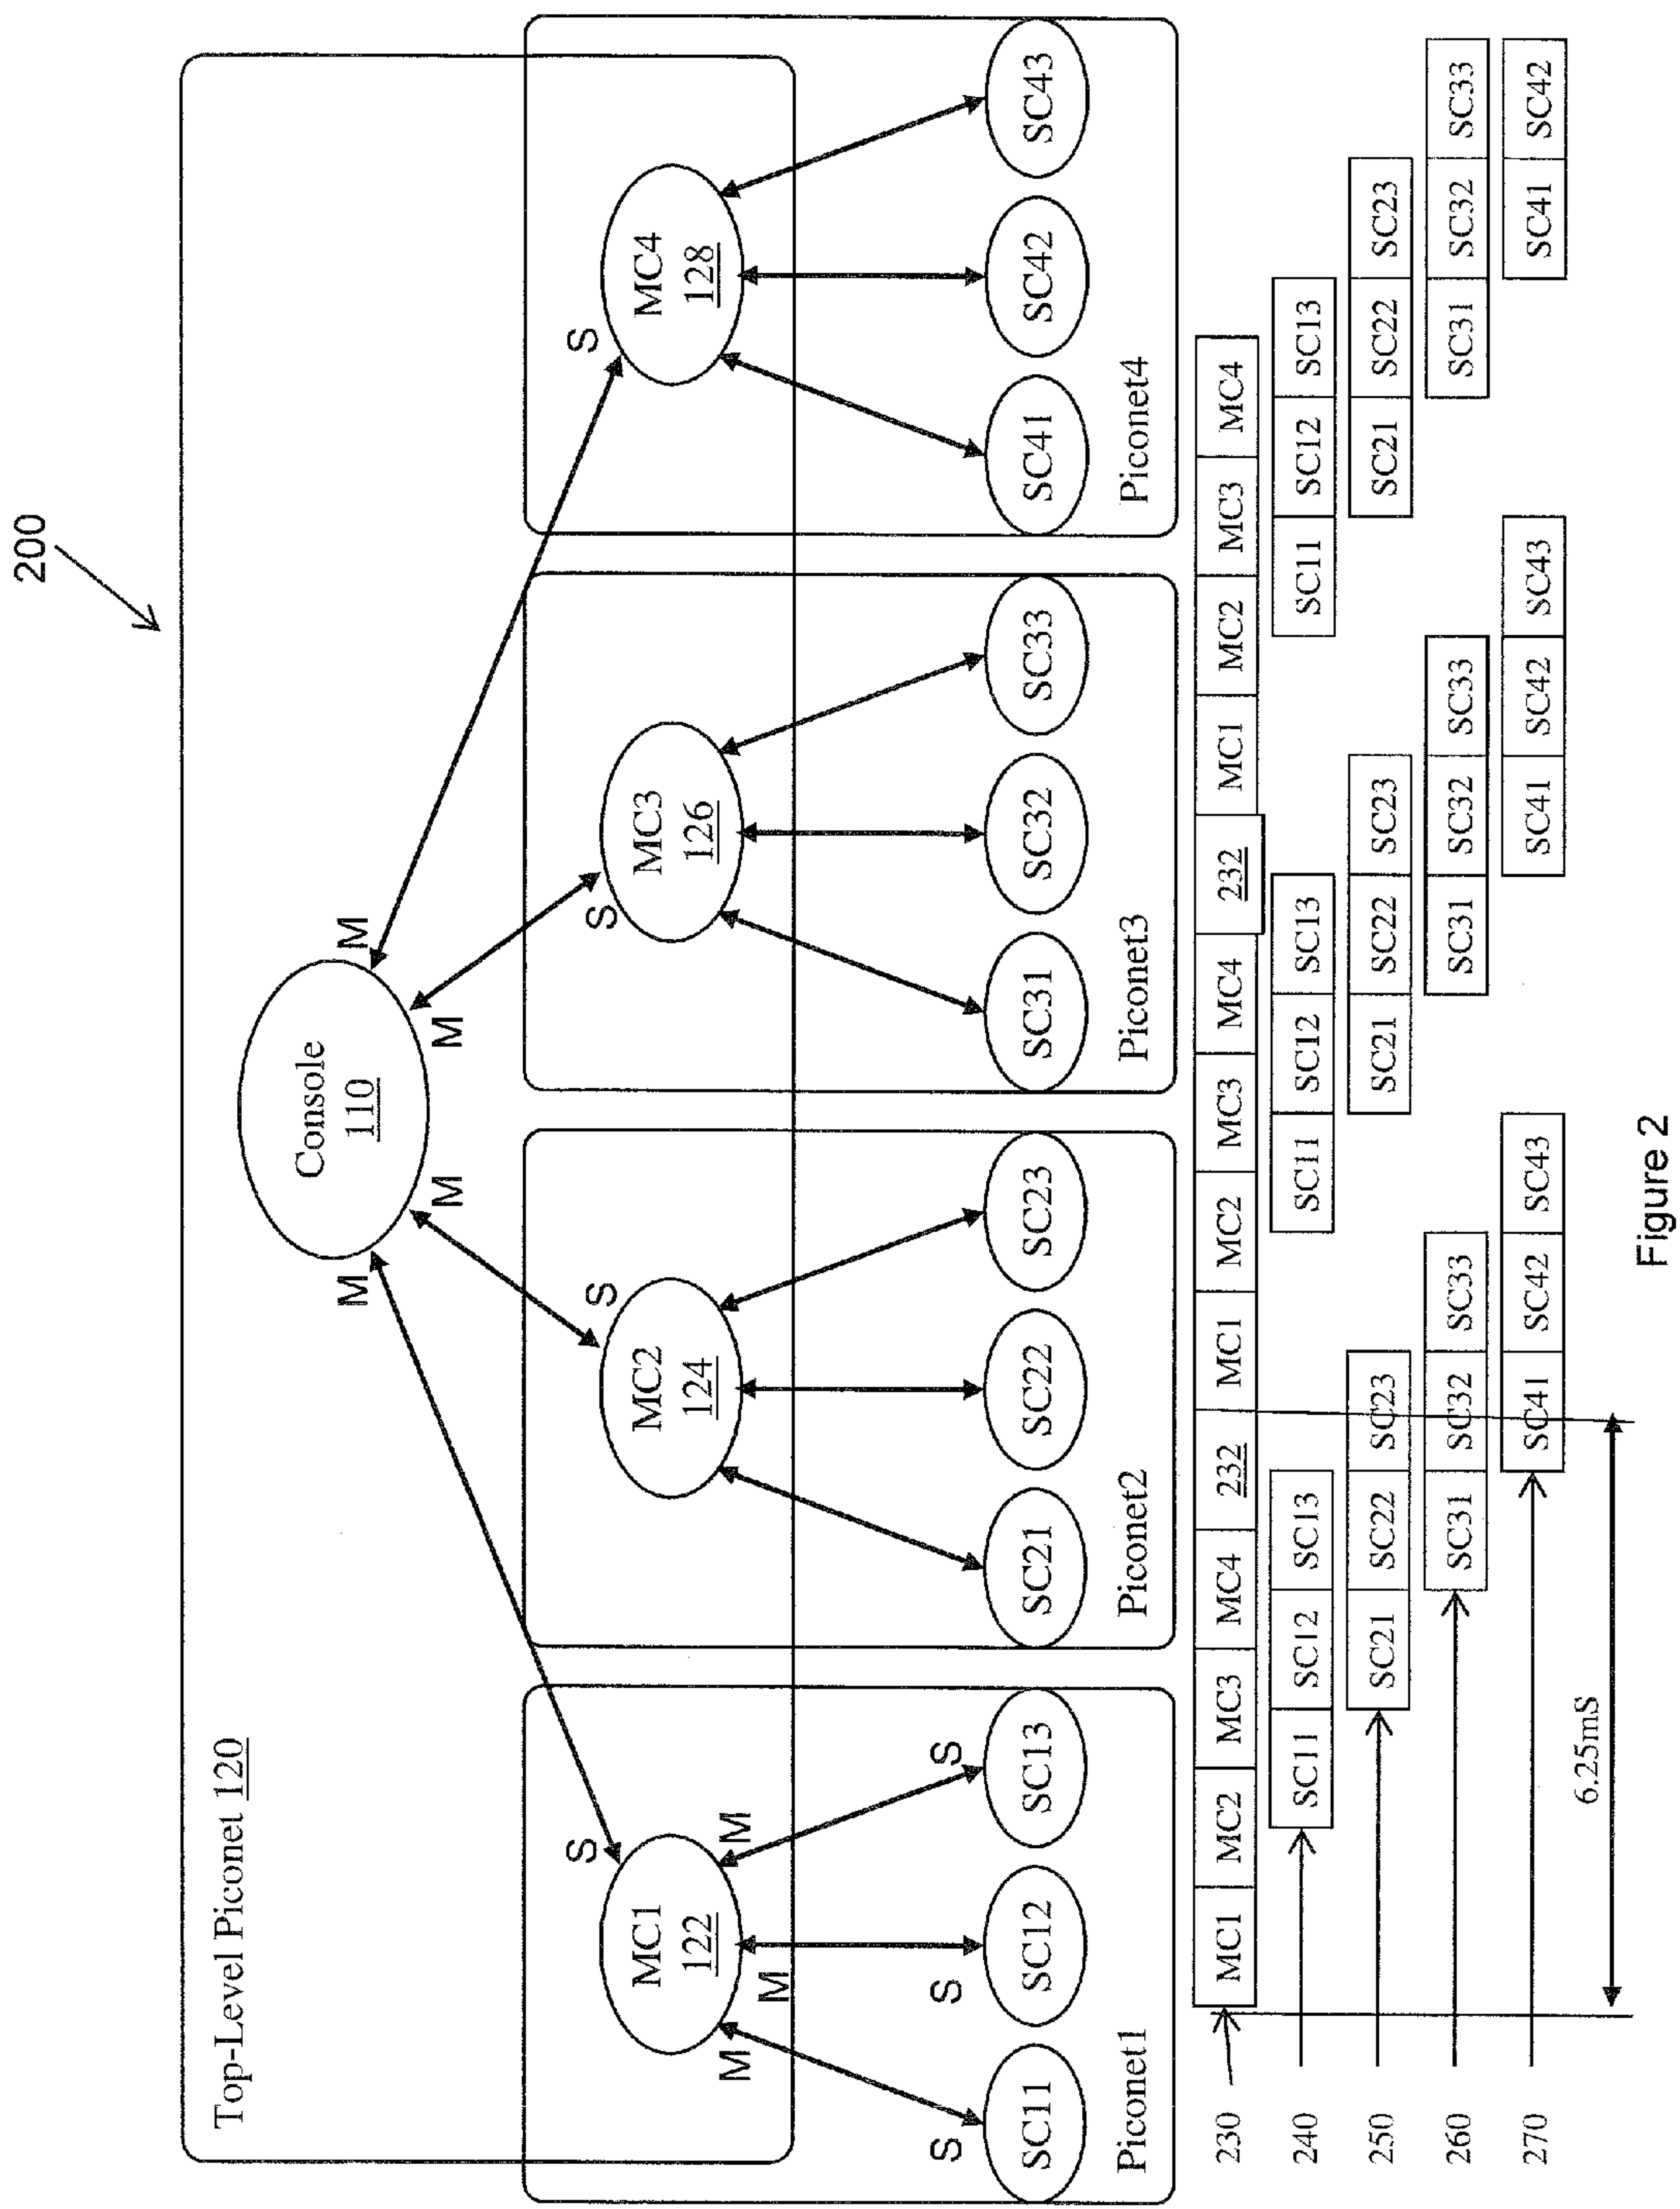 200
Top-Level Piconet 120
Console
110
M M M M
S S S S
MC1
122
MC2
124
MC3
126
MC4
128
M M M
S S S
SC11 SC12 SC13
SC21 SC22 SC23
SC31 SC32 SC33
SC41 SC42 SC43
Piconet1
Piconet2
Piconet3
Piconet4
230 MC1 MC2 MC3 MC4 232 MC1 MC2 MC3 MC4 232 MC1 MC2 MC3 MC4
240 SC11 SC12 SC13 SC11 SC12 SC13 SC11 SC12 SC13
250 SC21 SC22 SC23 SC21 SC22 SC23 SC21 SC22 SC23
260 SC31 SC32 SC33 SC31 SC32 SC33 SC31 SC32 SC33
270 SC41 SC42 SC43 SC41 SC42 SC43 SC41 SC42
6.25mS
Figure 2